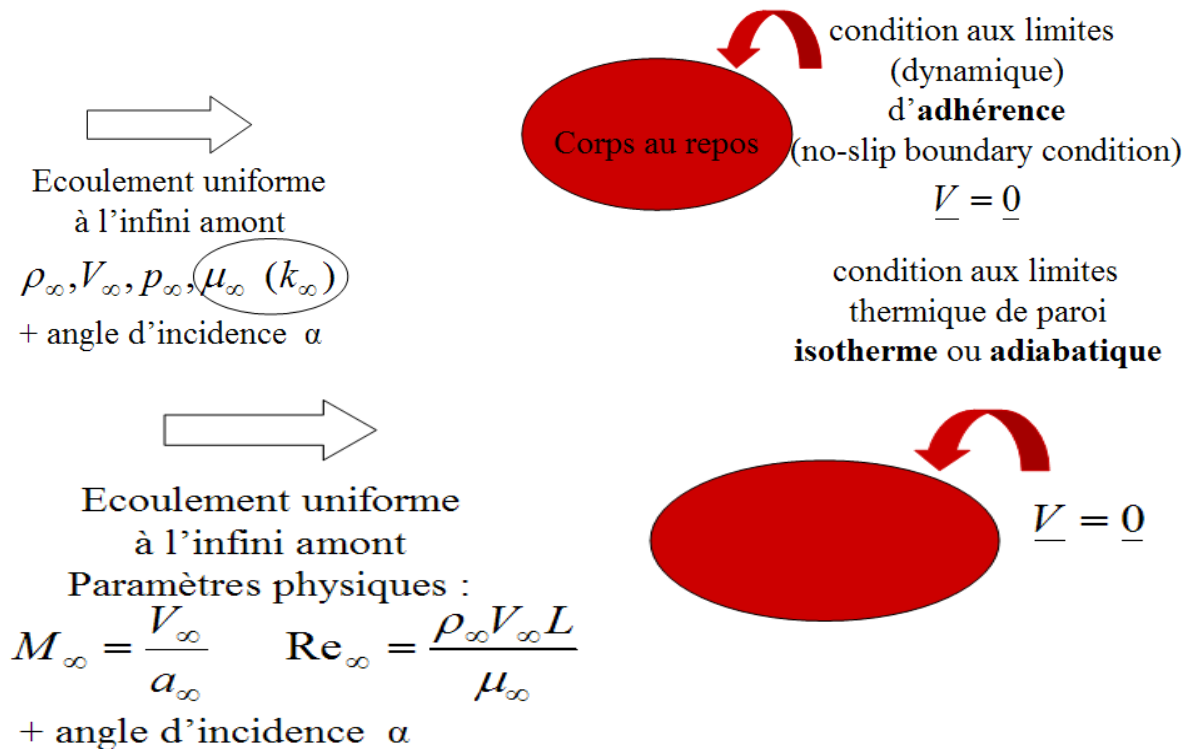 condition aux limites
(dynamique)
d’adhérence
(no-slip boundary condition)
V = 0
Corps au repos
Ecoulement uniforme
à l’infini amont
ρ∞,V∞,p∞,μ∞ (k∞)
+ angle d’incidence α
condition aux limites
thermique de paroi
isotherme ou adiabatique
Ecoulement uniforme
à l’infini amont
Paramètres physiques :
M∞ = V∞/a∞ Re∞ = ρ∞V∞L/μ∞
+ angle d’incidence α
V = 0